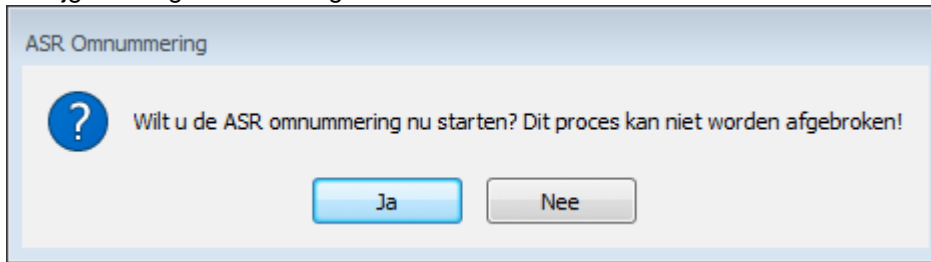 ASR Omnummering
Wilt u de ASR omnummering nu starten? Dit proces kan niet worden afgebroken!
Ja
Nee